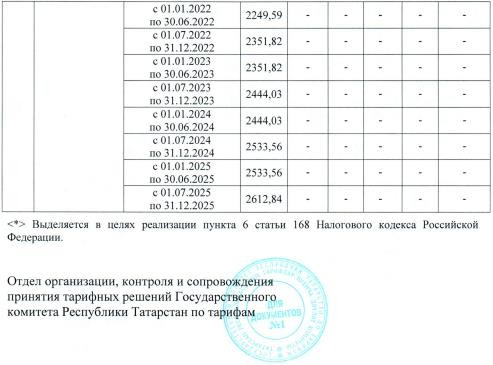 с 01.01.2022
по 30.06.2022 2249,59 - - - - -
с 01.07.2022
по 31.12.2022 2351,82 - - - - -
с 01.01.2023
по 30.06.2023 2351,82 - - - - -
с 01.07.2023
по 31.12.2023 2444,03 - - - - -
с 01.01.2024
по 30.06.2024 2444,03 - - - - -
с 01.07.2024
по 31.12.2024 2533,56 - - - - -
с 01.01.2025
по 30.06.2025 2533,56 - - - - -
с 01.07.2025
по 31.12.2025 2612,84 - - - - -
<*> Выделяется в целях реализации пункта 6 статьи 168 Налогового кодекса Российской
Федерации.
Отдел организации, контроля и сопровождения
принятия тарифных решений Государственного
комитета Республики Татарстан по тарифам
ДЛЯ
ДОКУМЕНТОВ
№1